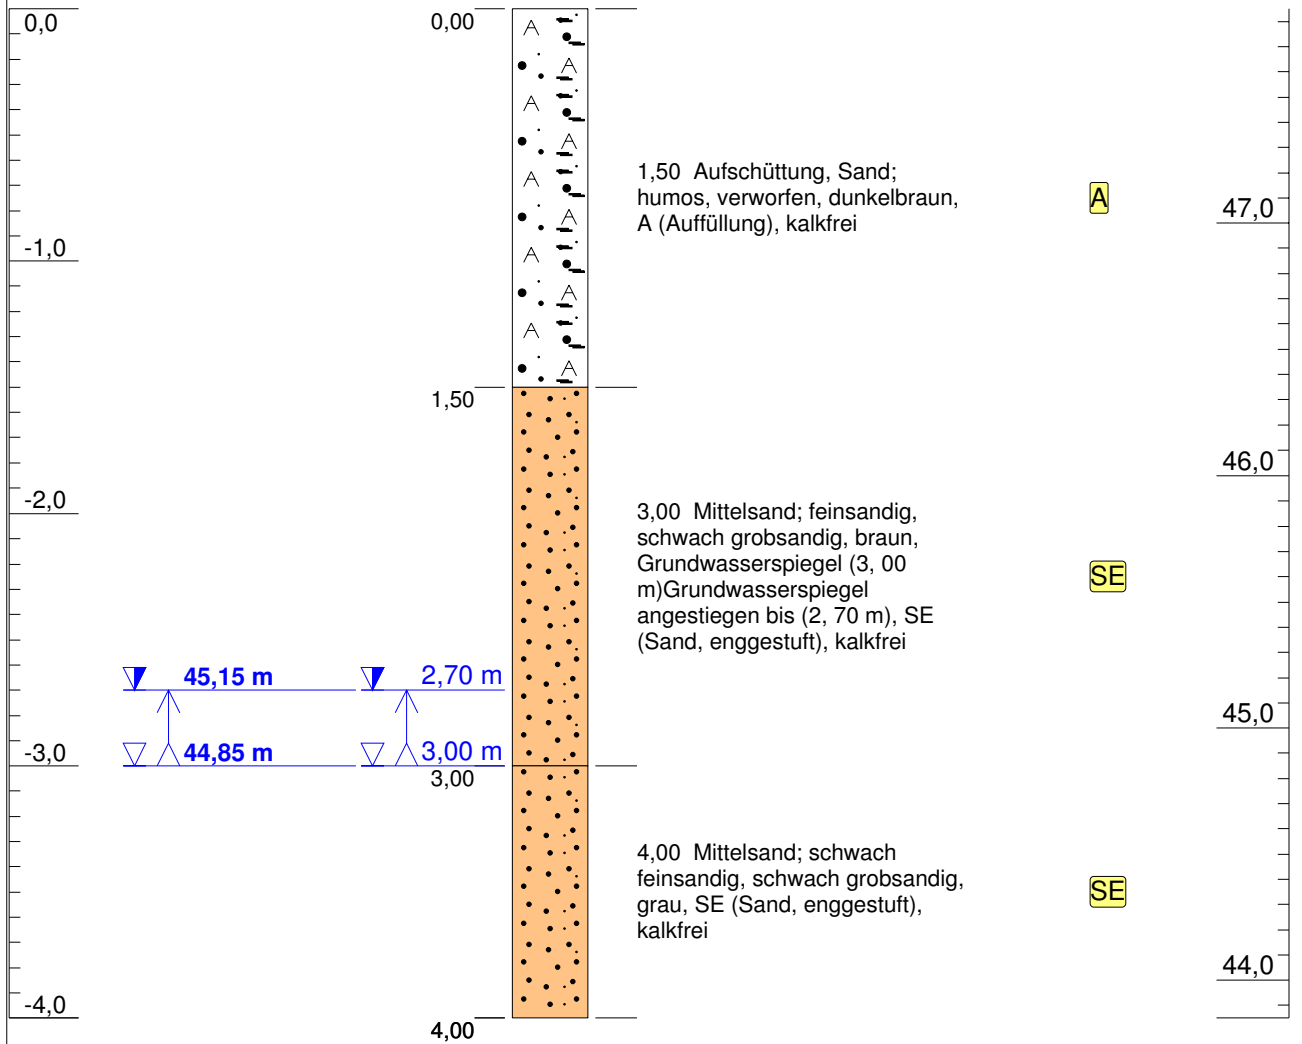 0,0
0,00
A
1,50 Aufschüttung, Sand;
humos, verworfen, dunkelbraun,
A (Auffüllung), kalkfrei
A
47,0
-1,0
1,50
46,0
-2,0
3,00 Mittelsand; feinsandig,
schwach grobsandig, braun,
Grundwasserspiegel (3, 00
m)Grundwasserspiegel
angestiegen bis (2, 70 m), SE
(Sand, enggestuft), kalkfrei
SE
45,15 m
2,70 m
45,0
-3,0
44,85 m
3,00 m
3,00
4,00 Mittelsand; schwach
feinsandig, schwach grobsandig,
grau, SE (Sand, enggestuft),
kalkfrei
SE
44,0
-4,0
4,00